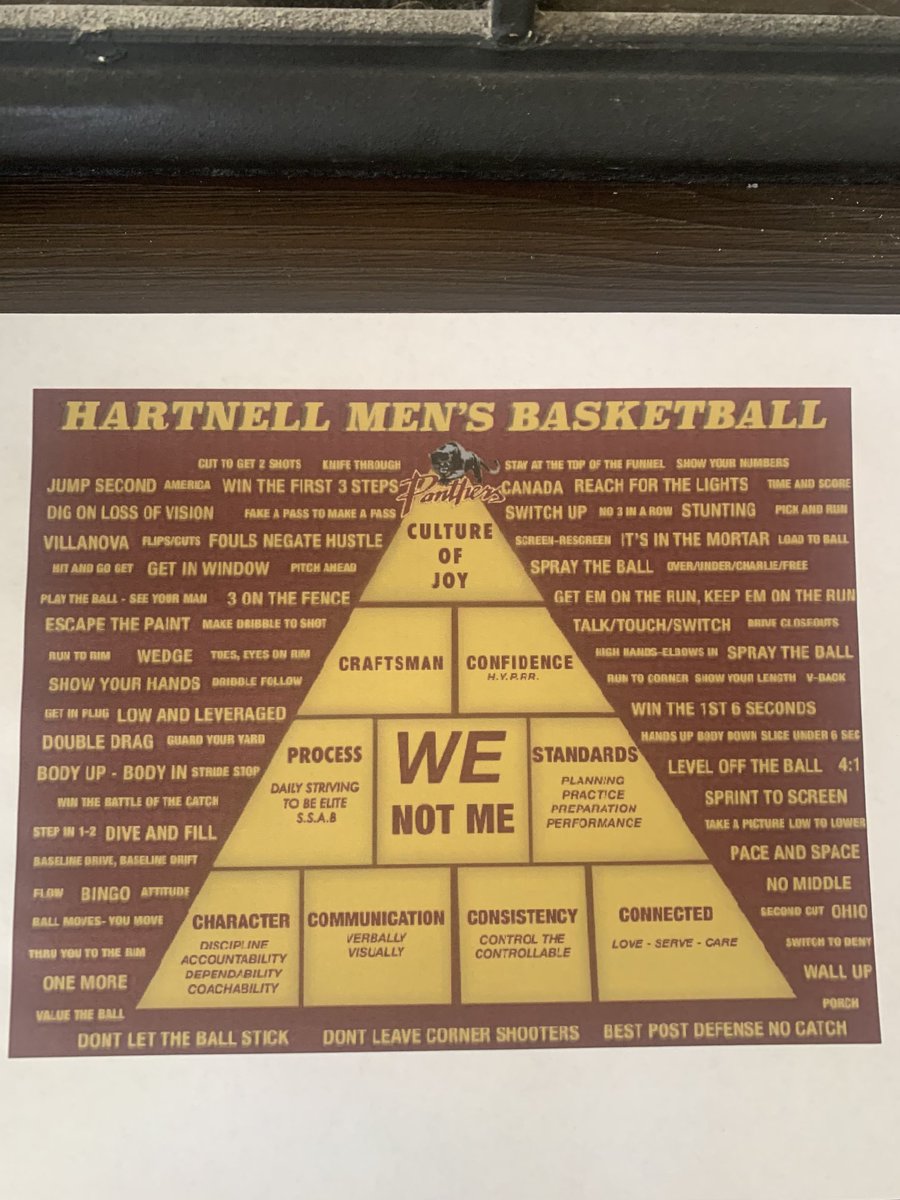 HARTNELL MEN'S BASKETBALL
CUT TO GET 2 SHOTS KNIFE THROUGH STAY AT THE TOP OF THE FUNNEL SHOW YOUR NUMBERS
Panthers
JUMP SECOND AMERICA WIN THE FIRST 3 STEPS CANADA REACH FOR THE LIGHTS TIME AND SCORE
DIG ON LOSS OF VISION FAKE A PASS TO MAKE A PASS SWITCH UP NO 3 IN A ROW STUNTING PICK AND RUN
VILLANOVA FLIPS/CUTS FOULS NEGATE HUSTLE SCREEN-RESCREEN IT'S IN THE MORTAR LOAD TO BALL
HIT AND GO GET GET IN WINDOW PITCH AHEAD SPRAY THE BALL OVER/UNDER/CHARLIE/FREE
PLAY THE BALL - SEE YOUR MAN 3 ON THE FENCE GET EM ON THE RUN, KEEP EM ON THE RUN
ESCAPE THE PAINT MAKE DRIBBLE TO SHOT TALK/TOUCH/SWITCH DRIVE CLOSEOUTS
RUN TO RIM WEDGE TOES, EYES ON RIM HIGH HANDS-ELBOWS IN SPRAY THE BALL
SHOW YOUR HANDS DRIBBLE FOLLOW RUN TO CORNER SHOW YOUR LENGTH V-BACK
GET IN PLUG LOW AND LEVERAGED WIN THE 1ST 6 SECONDS
DOUBLE DRAG GUARD YOUR YARD HANDS UP BODY DOWN SLICE UNDER 6 SEC
BODY UP - BODY IN STRIDE STOP LEVEL OFF THE BALL 4:1
WIN THE BATTLE OF THE CATCH SPRINT TO SCREEN
STEP IN 1-2 DIVE AND FILL TAKE A PICTURE LOW TO LOWER
BASELINE DRIVE, BASELINE DRIFT PACE AND SPACE
FLOW BINGO ATTITUDE NO MIDDLE
BALL MOVES- YOU MOVE SECOND CUT OHIO
THRU YOU TO THE RIM SWITCH TO DENY
ONE MORE WALL UP
VALUE THE BALL PORCH
DONT LET THE BALL STICK DONT LEAVE CORNER SHOOTERS BEST POST DEFENSE NO CATCH
CULTURE
OF
JOY
CRAFTSMAN
CONFIDENCE
H.Y.P.R.R.
PROCESS
DAILY STRIVING
TO BE ELITE
S.S.A.B
WE
NOT ME
STANDARDS
PLANNING
PRACTICE
PREPARATION
PERFORMANCE
CHARACTER
DISCIPLINE
ACCOUNTABILITY
DEPENDABILITY
COACHABILITY
COMMUNICATION
VERBALLY
VISUALLY
CONSISTENCY
CONTROL THE
CONTROLLABLE
CONNECTED
LOVE - SERVE - CARE